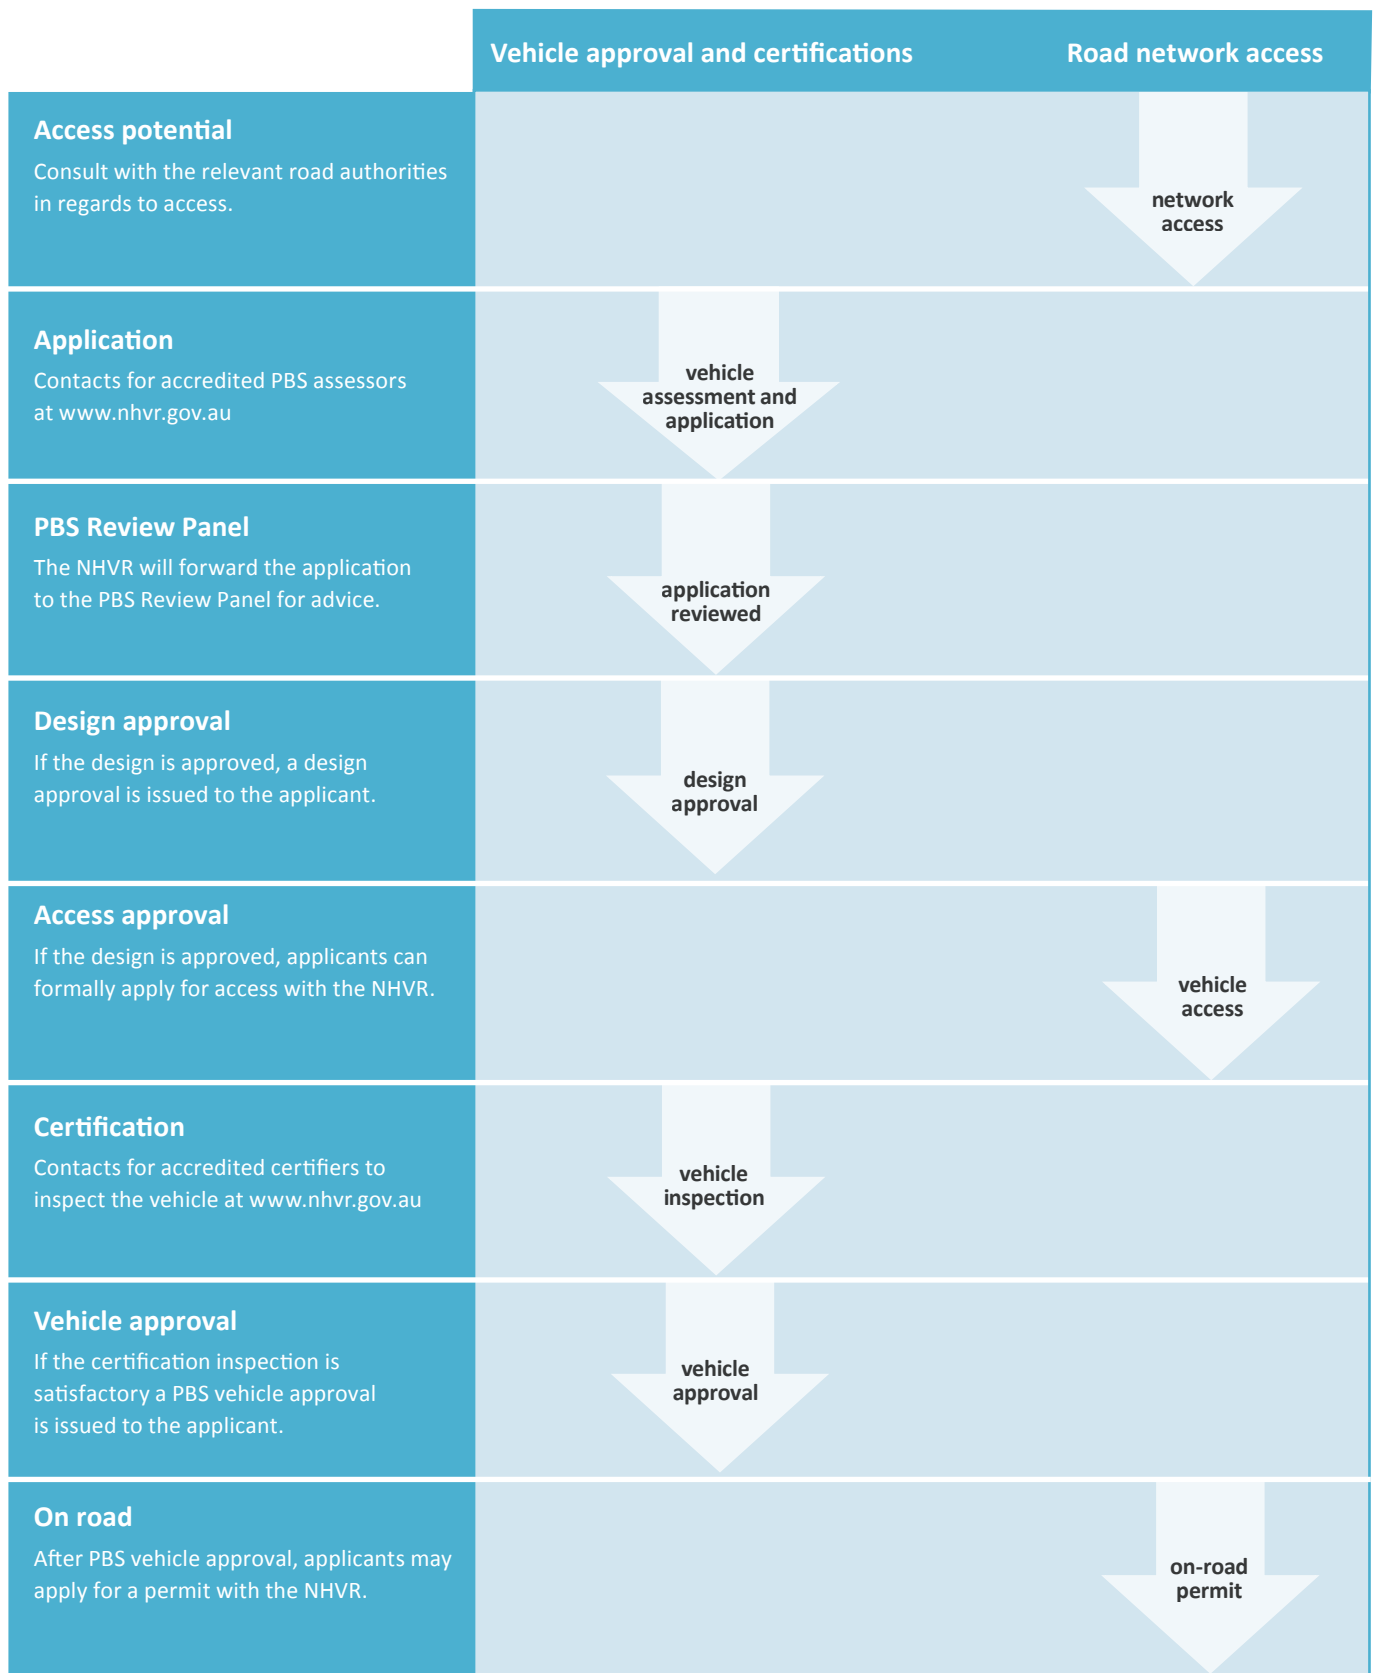 Vehicle approval and certifications
Road network access
Access potential
Consult with the relevant road authorities
in regards to access.
network
access
Application
Contacts for accredited PBS assessors
at www.nhvr.gov.au
vehicle
assessment and
application
PBS Review Panel
The NHVR will forward the application
to the PBS Review Panel for advice.
application
reviewed
Design approval
If the design is approved, a design
approval is issued to the applicant.
design
approval
Access approval
If the design is approved, applicants can
formally apply for access with the NHVR.
vehicle
access
Certification
Contacts for accredited certifiers to
inspect the vehicle at www.nhvr.gov.au
vehicle
inspection
Vehicle approval
If the certification inspection is
satisfactory a PBS vehicle approval
is issued to the applicant.
vehicle
approval
On road
After PBS vehicle approval, applicants may
apply for a permit with the NHVR.
on-road
permit